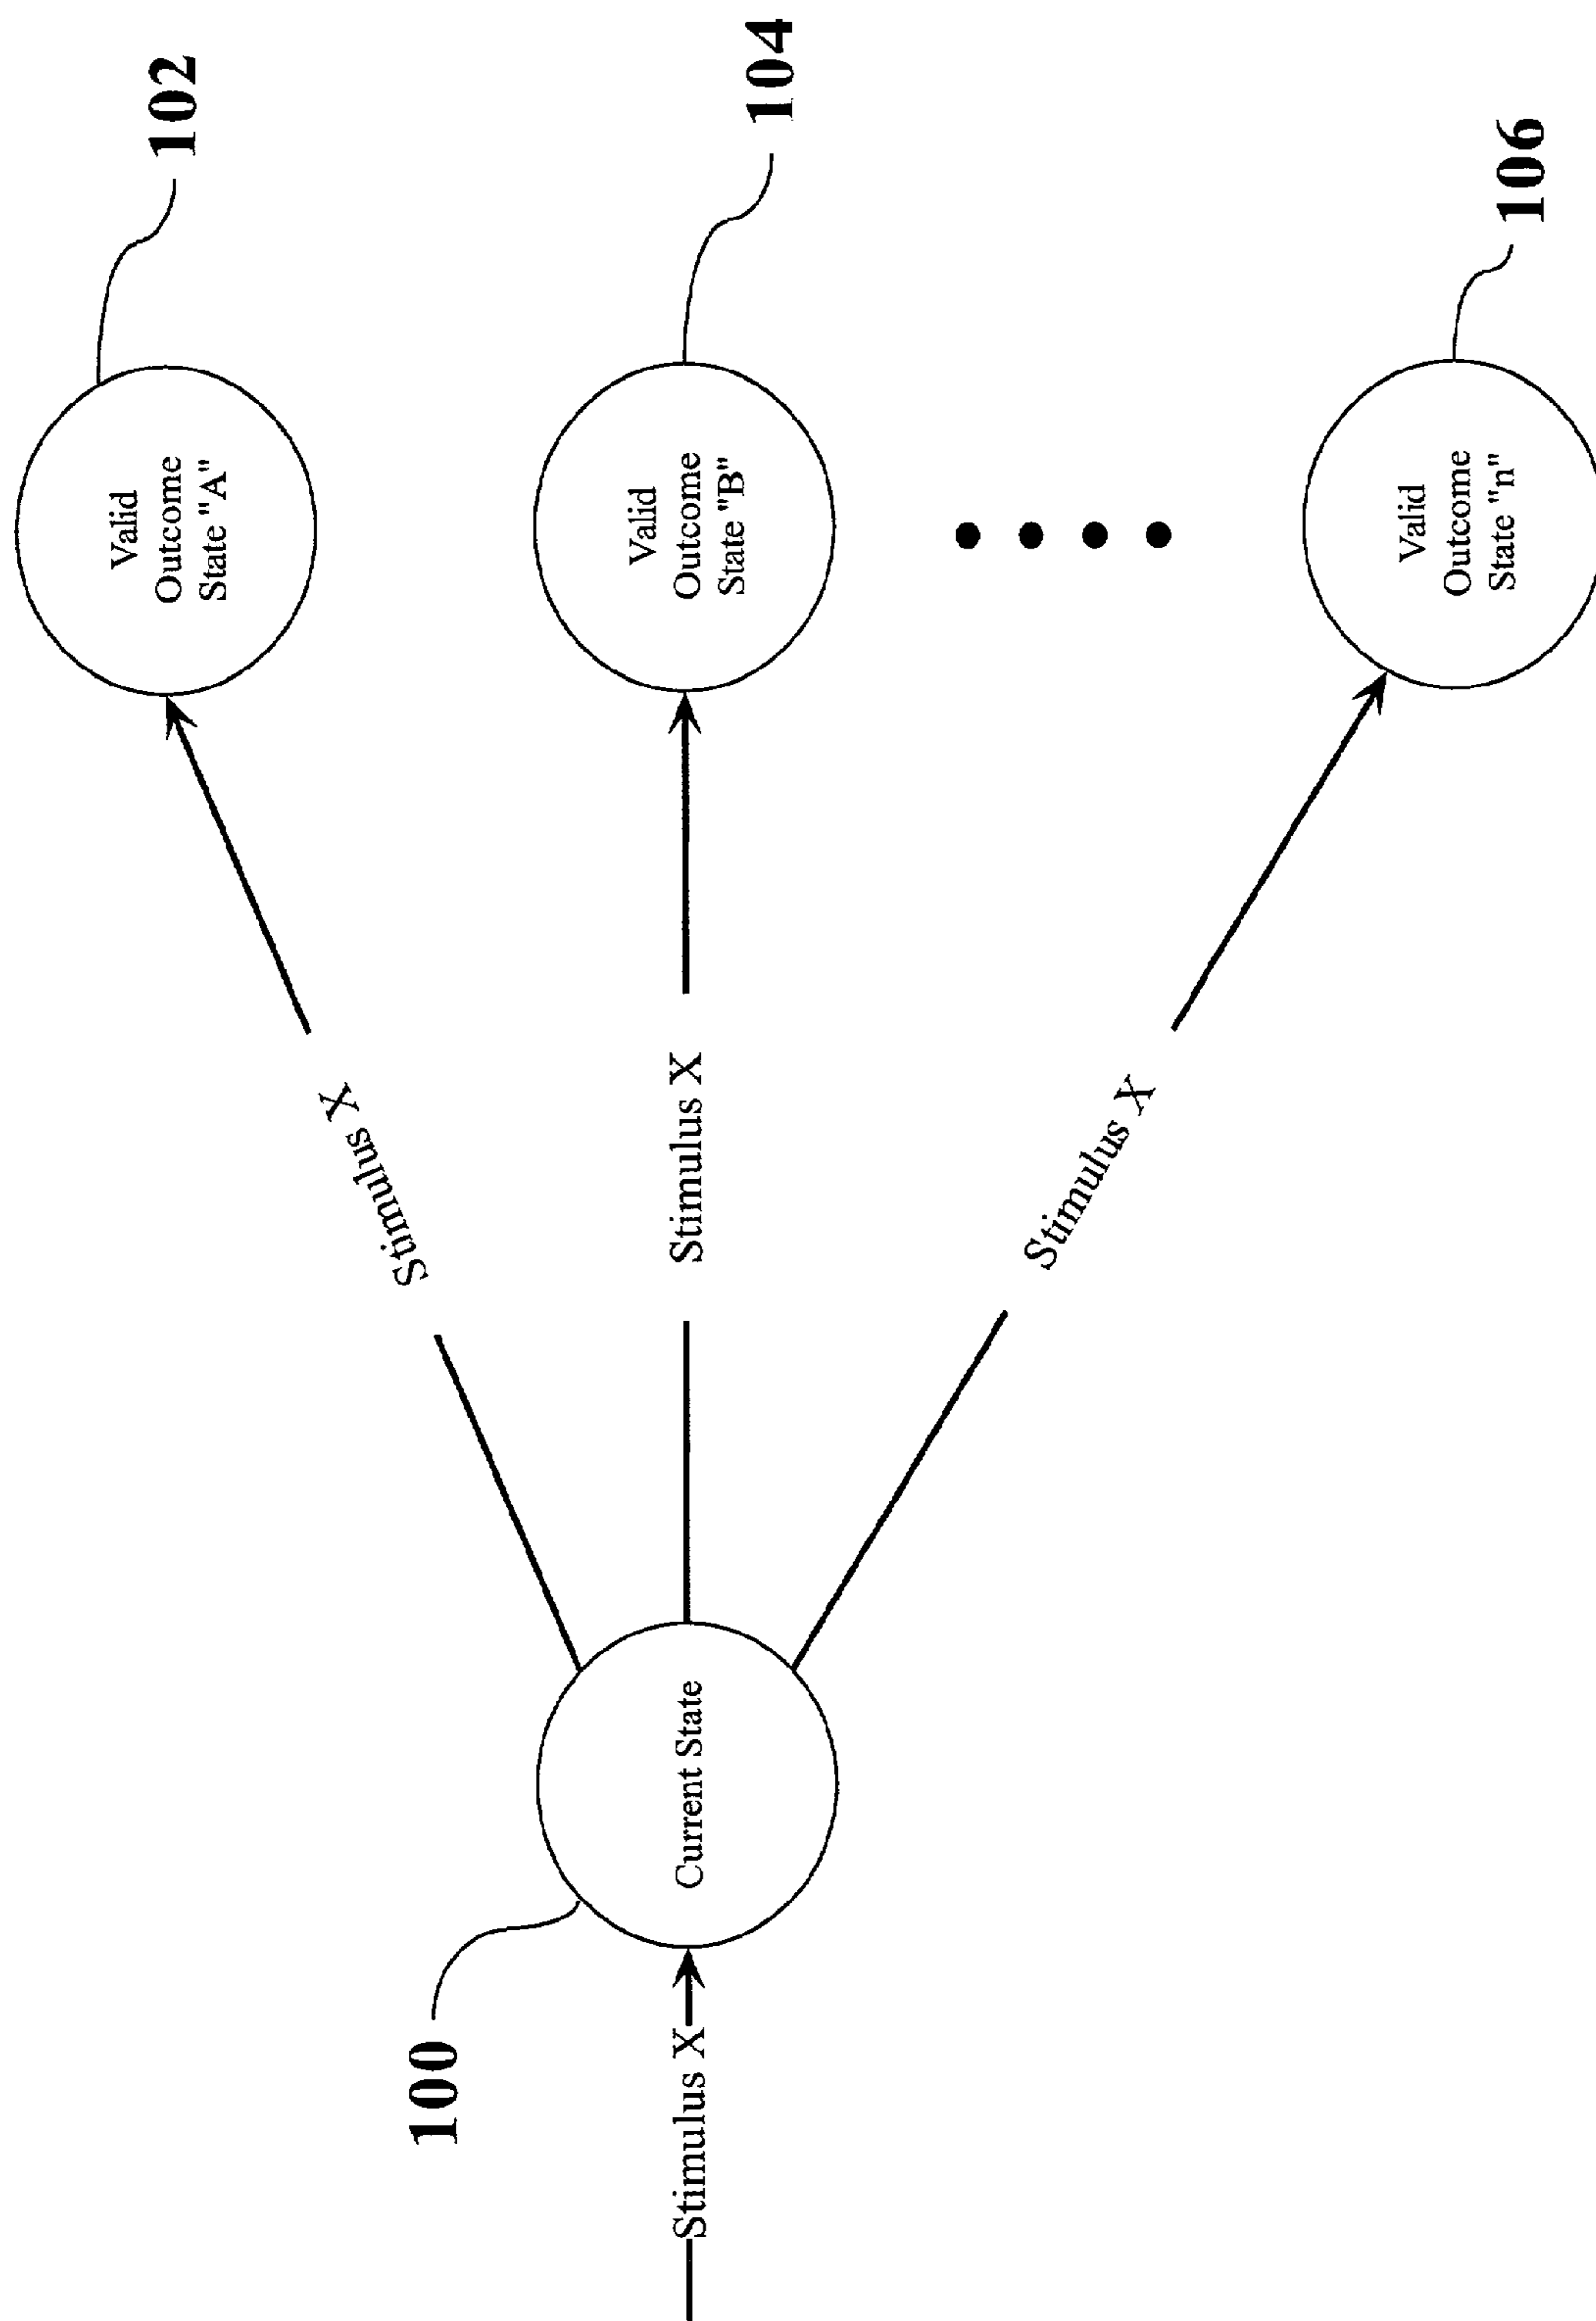 102
Valid
Outcome
State "A"
Stimulus X
100
104
Valid
Outcome
State "B"
Stimulus X
Current State
Stimulus X
106
Valid
Outcome
State "n"
Stimulus X